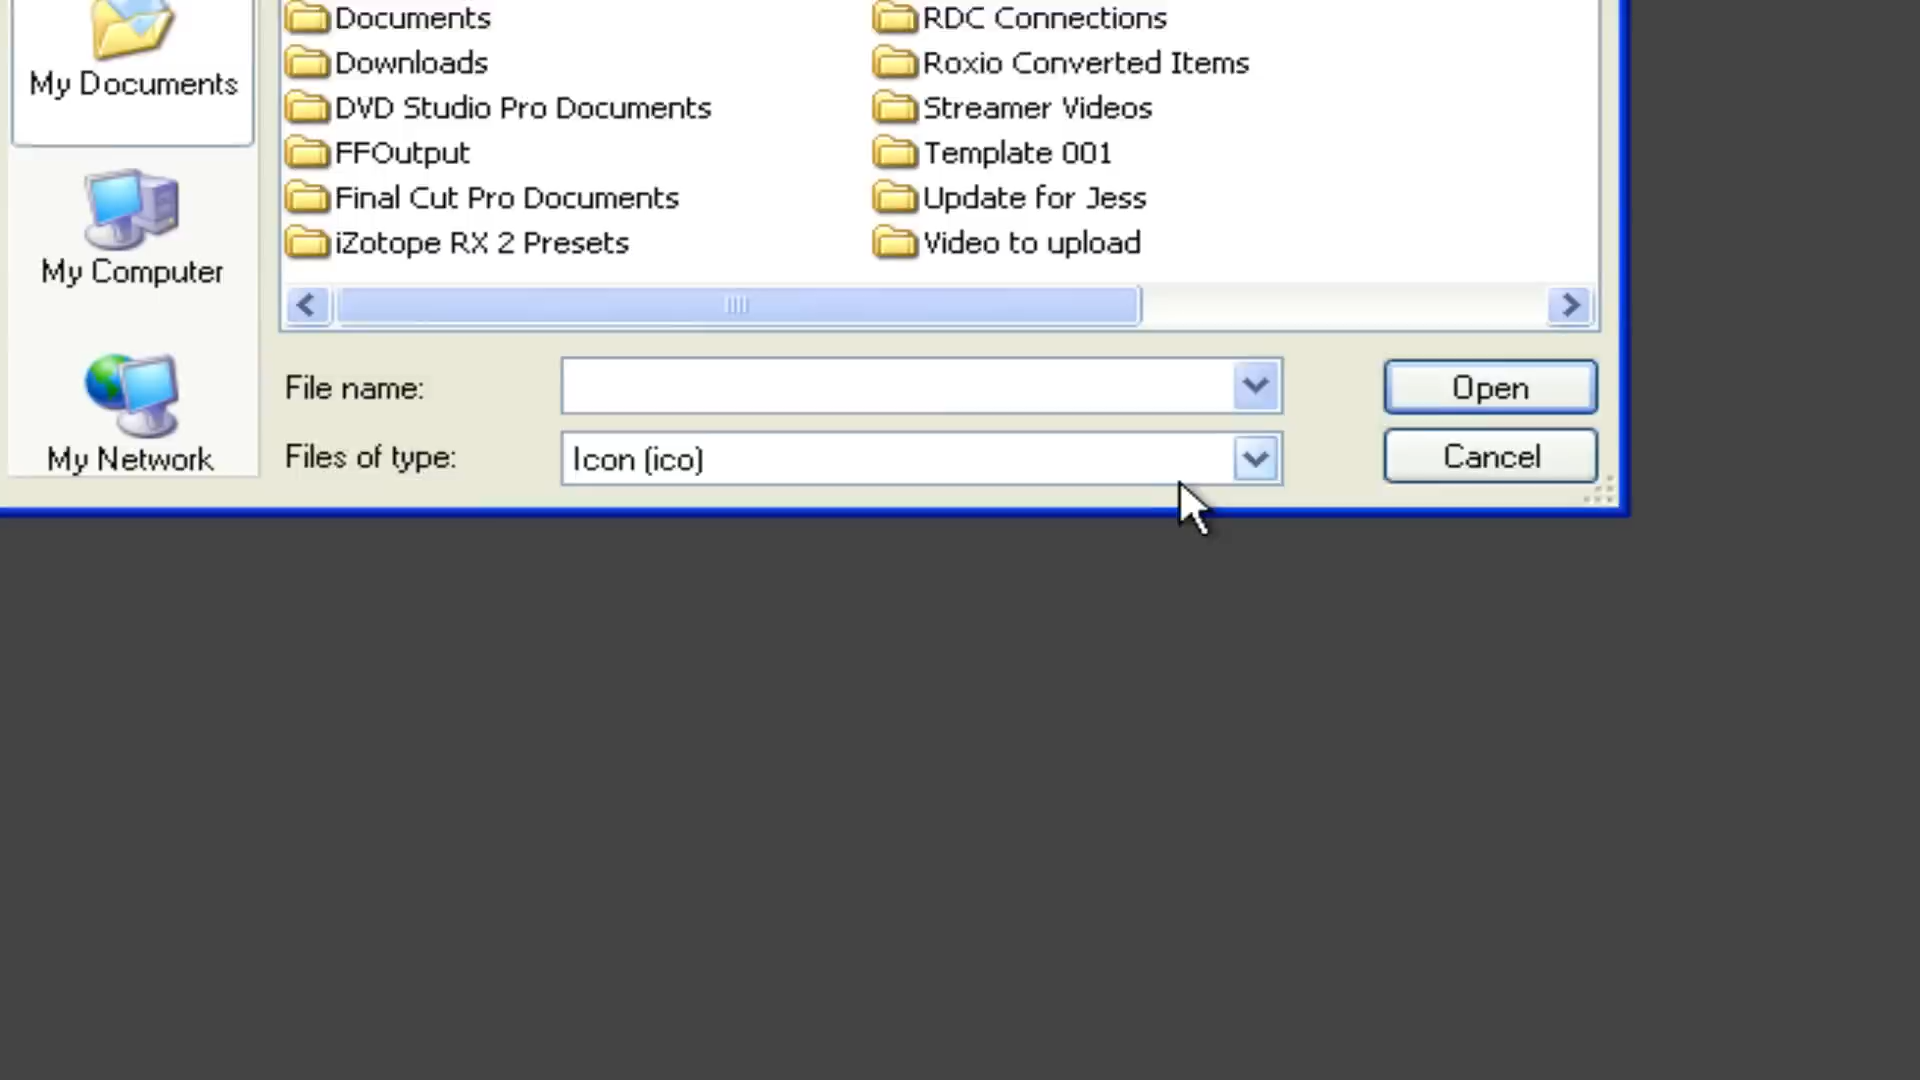 Documents
RDC Connections
Downloads
Roxio Converted Items
My Documents
DVD Studio Pro Documents
Streamer Videos
FFOutput
Template 001
Final Cut Pro Documents
Update for Jess
iZotope RX 2 Presets
Video to upload
My Computer
File name:
Open
My Network
Files of type:
Icon (ico)
Cancel